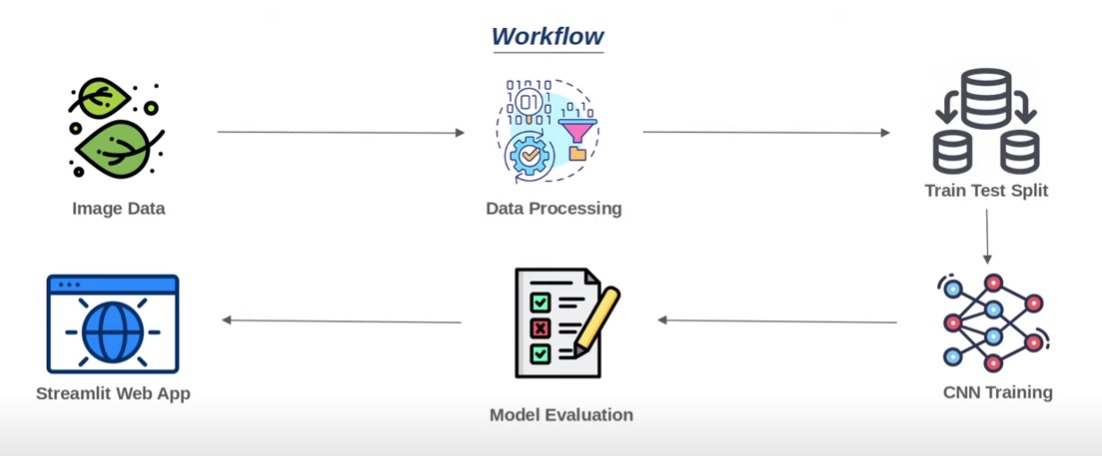 Workflow
Image Data
Data Processing
Train Test Split
CNN Training
Model Evaluation
Streamlit Web App